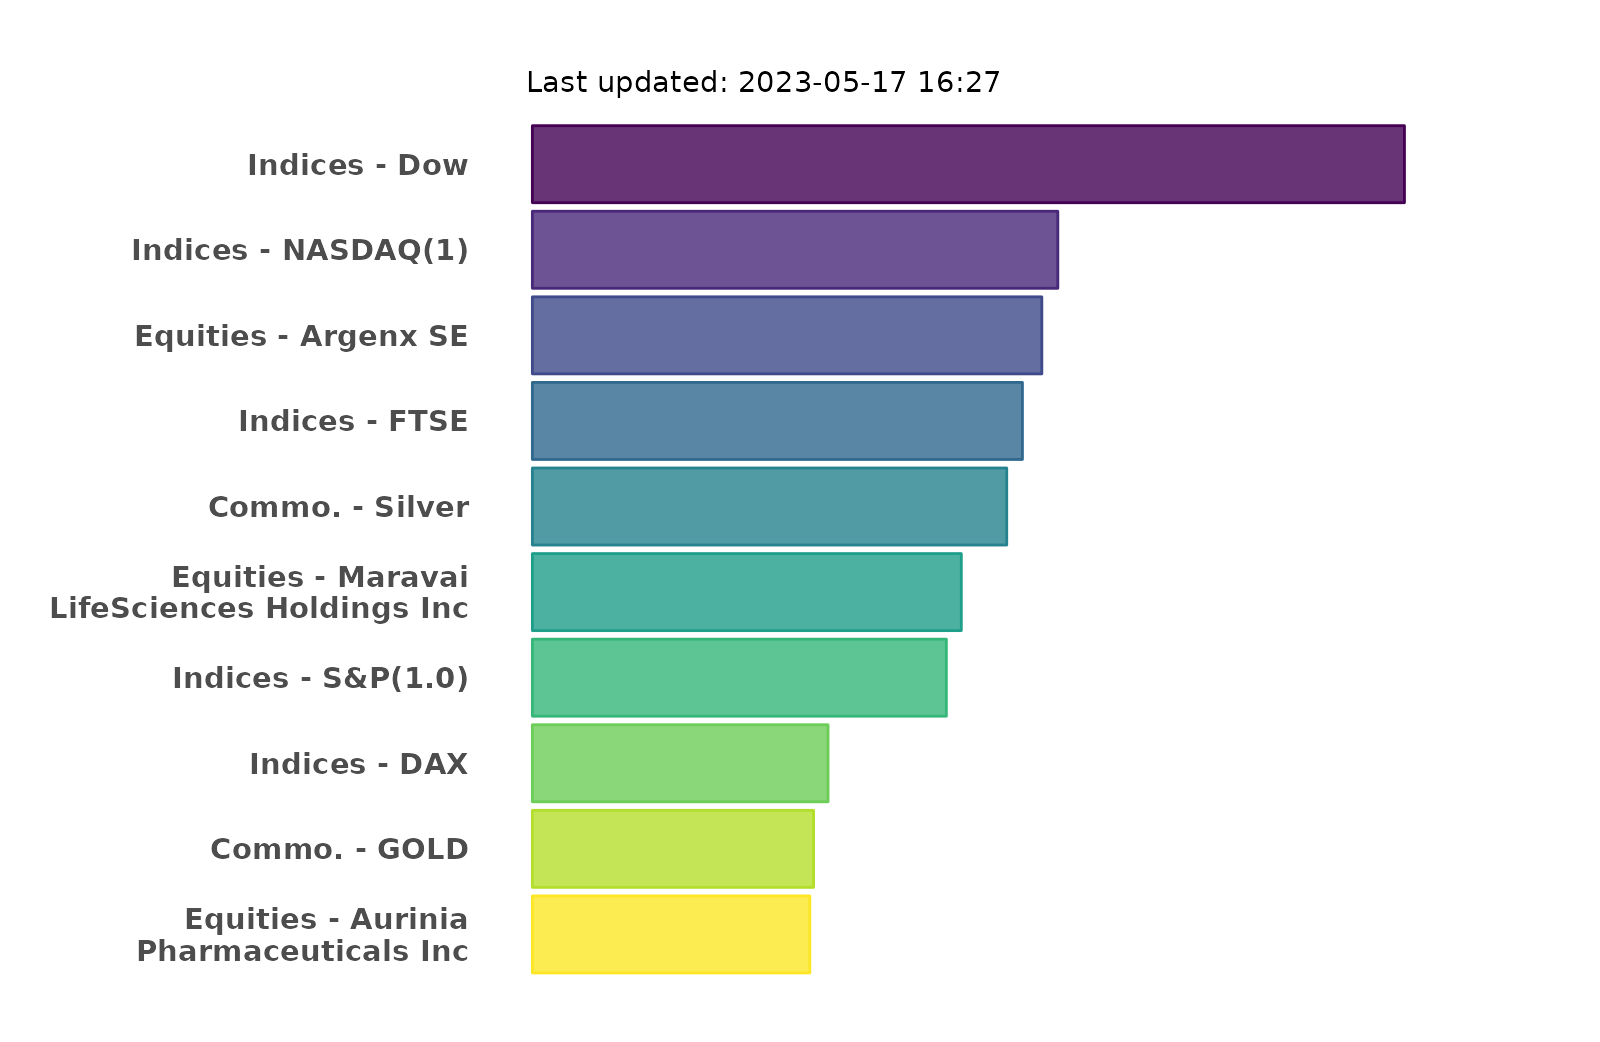 Last updated: 2023-05-17 16:27
Indices - Dow
Indices - NASDAQ(1)
Equities - Argenx SE
Indices - FTSE
Commo. - Silver
Equities - Maravai
LifeSciences Holdings Inc
Indices - S&P(1.0)
Indices - DAX
Commo. - GOLD
Equities - Aurinia
Pharmaceuticals Inc